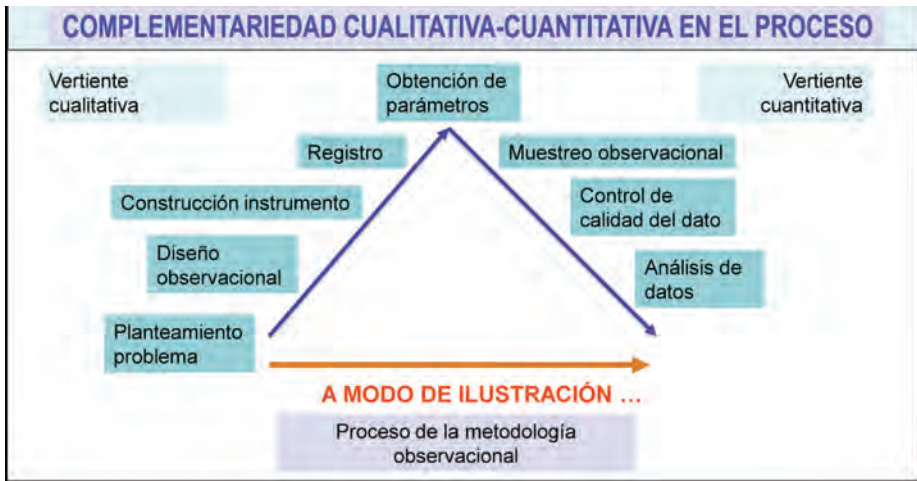 COMPLEMENTARIEDAD CUALITATIVA-CUANTITATIVA EN EL PROCESO
Vertiente
cualitativa
Obtención de
parámetros
Vertiente
cuantitativa
Registro
Muestreo observacional
Construcción instrumento
Control de
calidad del dato
Diseño
observacional
Análisis de
datos
Planteamiento
problema
A MODO DE ILUSTRACIÓN ...
Proceso de la metodología
observacional